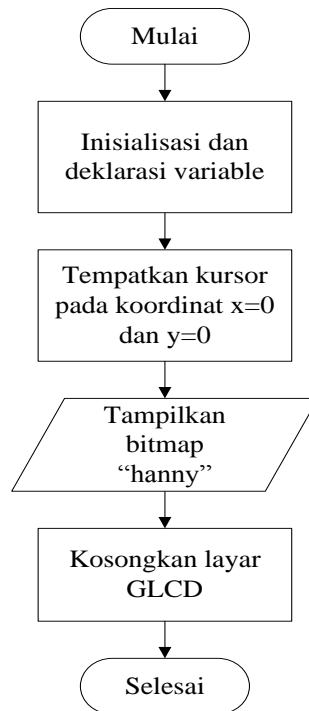 Mulai
Inisialisasi dan
deklarasi variable
Tempatkan kursor
pada koordinat x=0
dan y=0
Tampilkan
bitmap
“hanny”
Kosongkan layar
GLCD
Selesai